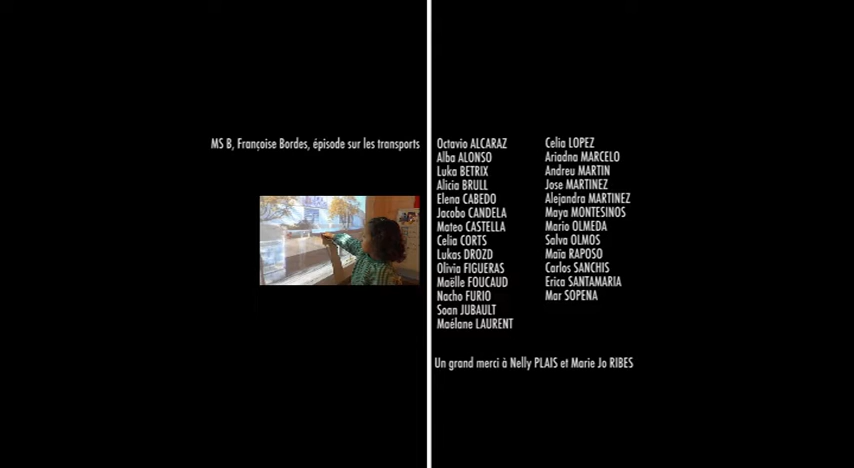 MS B, Françoise Bordes, épisode sur les transports
Octavio ALCARAZ
Alba ALONSO
Luka BETRIX
Alicia BRULL
Elena CABEDO
Jacobo CANDELA
Mateo CASTELLA
Celia CORTS
Lukas DROZD
Olivia FIGUERAS
Maëlle FOUCAUD
Nacho FURIO
Soan JUBAULT
Maélane LAURENT
Celia LOPEZ
Ariadna MARCELO
Andreu MARTIN
Jose MARTINEZ
Alejandra MARTINEZ
Maya MONTESINOS
Mario OLMEDA
Salva OLMOS
Maïa RAPOSO
Carlos SANCHIS
Erica SANTAMARIA
Mar SOPENA
Un grand merci à Nelly PLAIS et Marie Jo RIBES